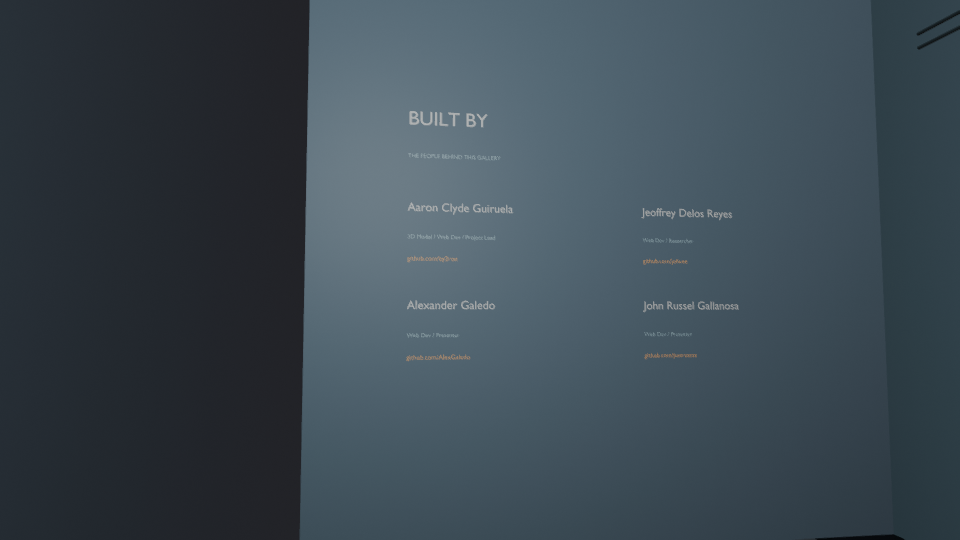 BUILT BY
THE PEOPLE BEHIND THIS GALLERY
Aaron Clyde Guiruela
3D Model / Web Dev / Project Lead
Jeoffrey Delos Reyes
Web Dev / Researcher
Alexander Galedo
Web Dev / Presenter
github.com/AlexGaledo
John Russel Gallanosa
Web Dev / Presenter